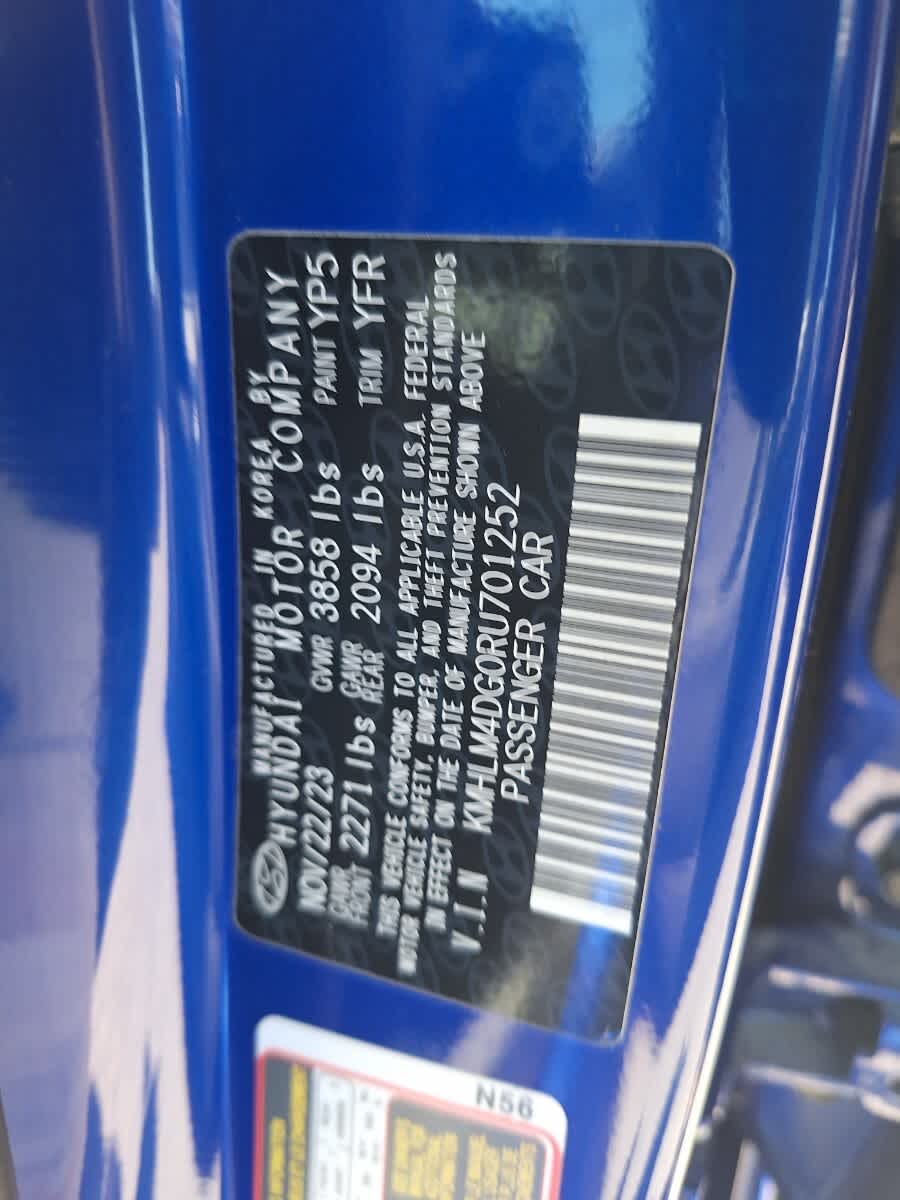 MANUFACTURED IN KOREA BY
HYUNDAI MOTOR COMPANY
NOV/22/23 GVWR 3858 lbs PAINT YP5
GAWR FRONT 2271 lbs GAWR REAR 2094 lbs TRIM YFR
THIS VEHICLE CONFORMS TO ALL APPLICABLE U.S.A. FEDERAL
MOTOR VEHICLE SAFETY, BUMPER, AND THEFT PREVENTION STANDARDS
IN EFFECT ON THE DATE OF MANUFACTURE SHOWN ABOVE
V.I.N KMHLM4DG0RU701252
PASSENGER CAR
N56